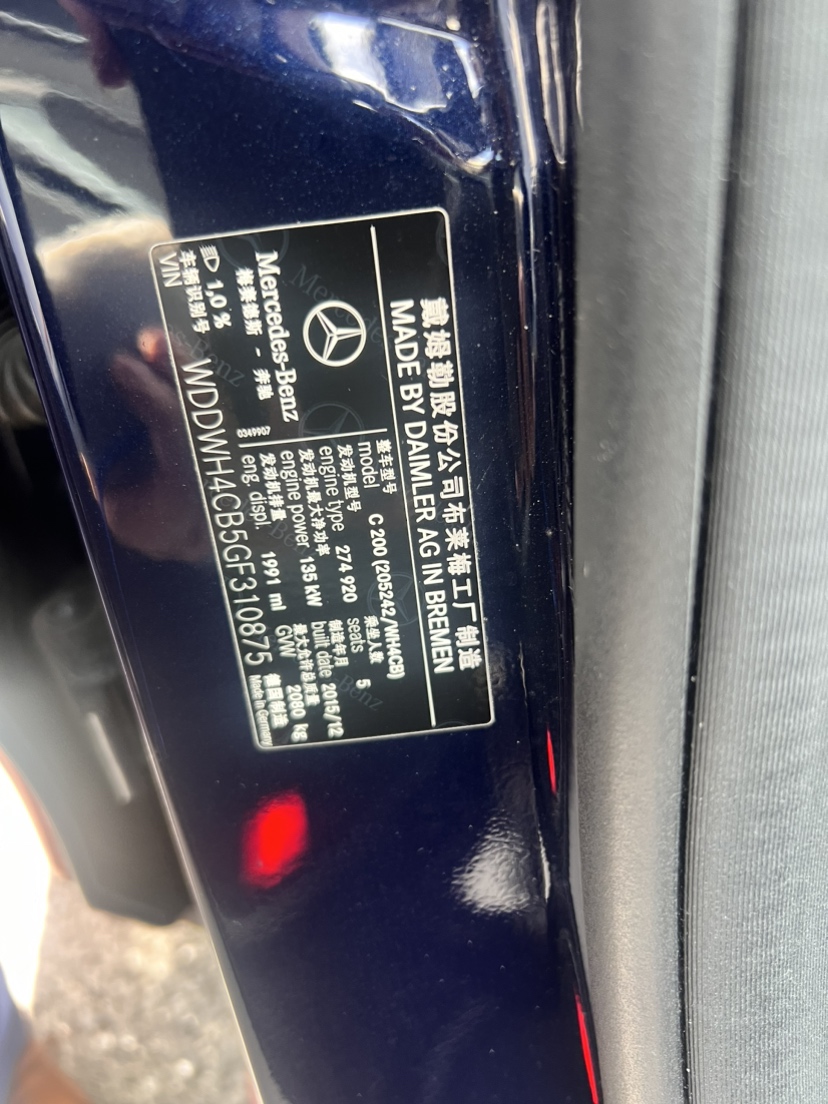 戴姆勒股份公司布莱梅工厂制造
MADE BY DAIMLER AG IN BREMEN
Mercedes-Benz
梅赛德斯 - 奔驰
1,0 %
整车型号
model C 200 (205242/WH4CB)
发动机型号 乘坐人数
engine type 274 920 seats 5
发动机最大净功率 制造年月
engine power 135 kW built date 2015/12
发动机排量 最大允许总质量
eng. displ. 1991 ml GVW 2080 kg
车辆识别号
VIN WDDWH4CB5GF310875
德国制造
Made in Germany